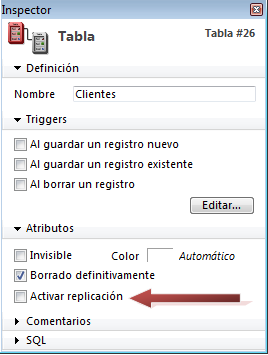 Inspector
Tabla
Tabla #26
Definición
Nombre
Clientes
Triggers
Al guardar un registro nuevo
Al guardar un registro existente
Al borrar un registro
Editar...
Atributos
Invisible Color Automático
Borrado definitivamente
Activar replicación
Comentarios
SQL